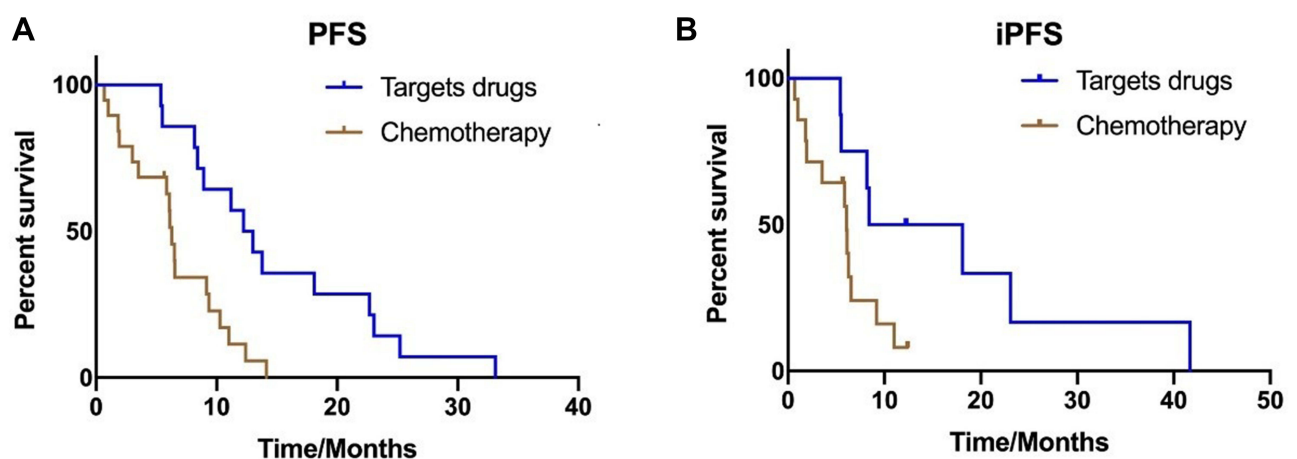 A
PFS
Percent survival
100
50
0
0 10 20 30 40
Time/Months
Targets drugs
Chemotherapy
B
iPFS
Percent survival
100
50
0
0 10 20 30 40 50
Time/Months
Targets drugs
Chemotherapy